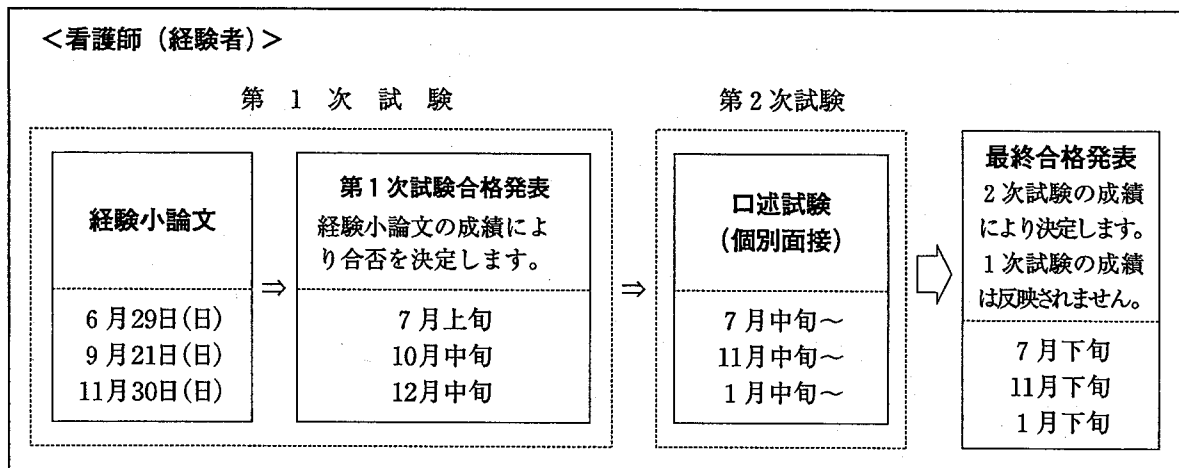 <看護師（経験者）>
第1次試験
第2次試験
経験小論文
6月29日(日)
9月21日(日)
11月30日(日)
⇒
第1次試験合格発表
経験小論文の成績によ
り合否を決定します。
7月上旬
10月中旬
12月中旬
⇒
口述試験
（個別面接）
7月中旬～
11月中旬～
1月中旬～
最終合格発表
2次試験の成績
により決定します。
1次試験の成績
は反映されません。
7月下旬
11月下旬
1月下旬